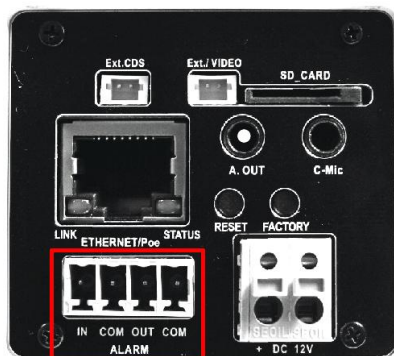 Ext.CDS Ext./ VIDEO
SD_CARD
A. OUT C-Mic
LINK STATUS RESET FACTORY
ETHERNET/Poe
IN COM OUT COM
ALARM
+ DC 12V